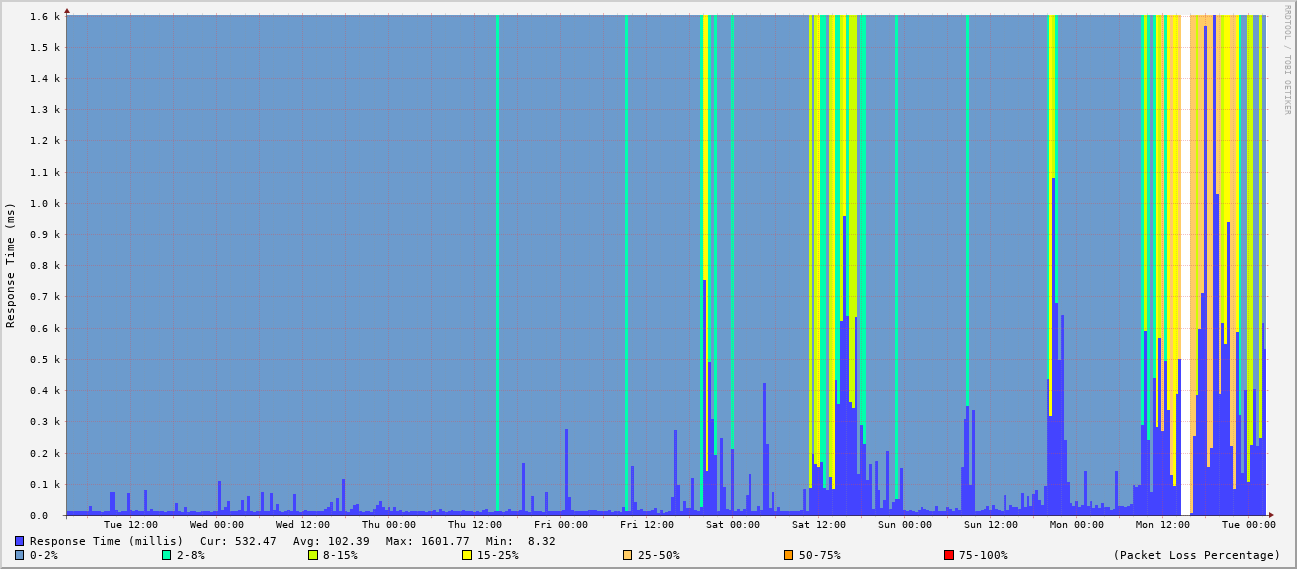 1.6 k
1.5 k
1.4 k
1.3 k
1.2 k
1.1 k
1.0 k
0.9 k
0.8 k
0.7 k
0.6 k
0.5 k
0.4 k
0.3 k
0.2 k
0.1 k
0.0
Response Time (ms)
RRDTOOL / TOBI OETIKER
Tue 12:00 Wed 00:00 Wed 12:00 Thu 00:00 Thu 12:00 Fri 00:00 Fri 12:00 Sat 00:00 Sat 12:00 Sun 00:00 Sun 12:00 Mon 00:00 Mon 12:00 Tue 00:00
Response Time (millis) Cur: 532.47 Avg: 102.39 Max: 1601.77 Min: 8.32
0-2% 2-8% 8-15% 15-25% 25-50% 50-75% 75-100% (Packet Loss Percentage)